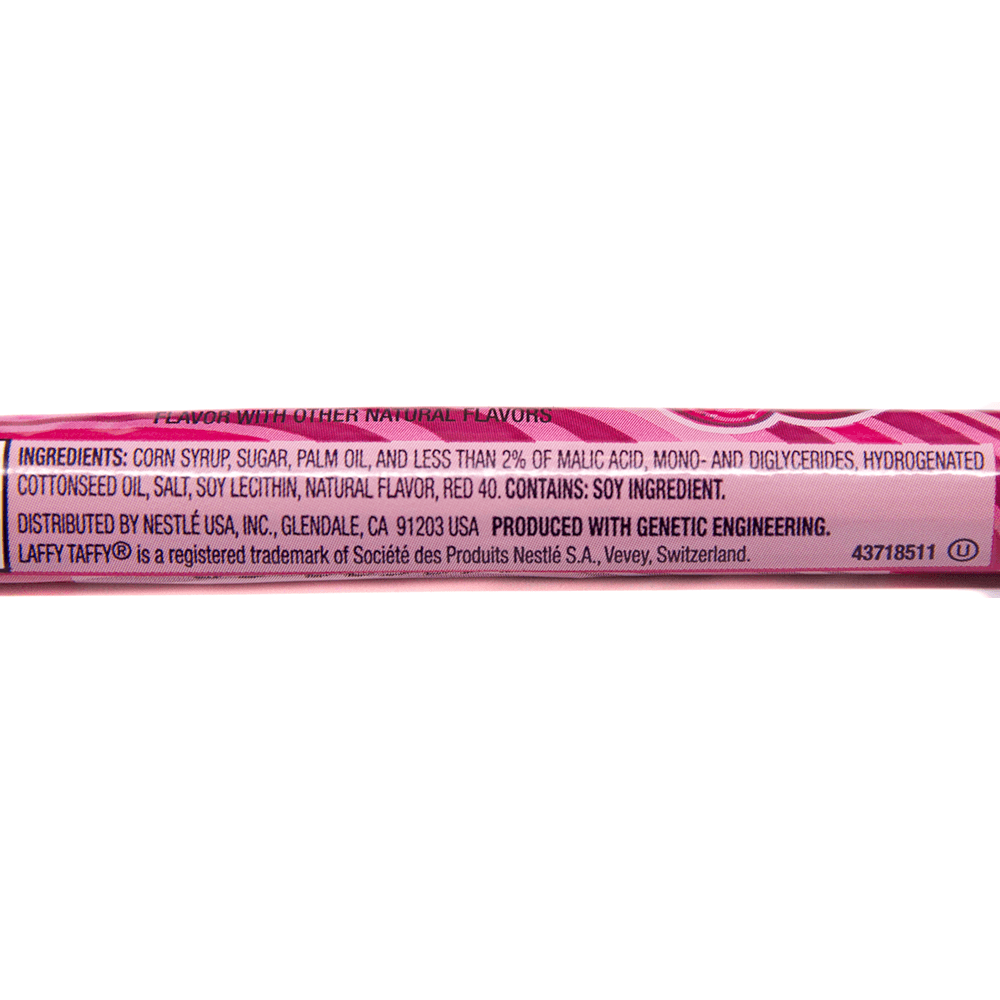 FLAVOR WITH OTHER NATURAL FLAVORS
INGREDIENTS: CORN SYRUP, SUGAR, PALM OIL, AND LESS THAN 2% OF MALIC ACID, MONO- AND DIGLYCERIDES, HYDROGENATED
COTTONSEED OIL, SALT, SOY LECITHIN, NATURAL FLAVOR, RED 40. CONTAINS: SOY INGREDIENT.
DISTRIBUTED BY NESTLÉ USA, INC., GLENDALE, CA 91203 USA PRODUCED WITH GENETIC ENGINEERING.
LAFFY TAFFY® is a registered trademark of Société des Produits Nestlé S.A., Vevey, Switzerland. 43718511 Ⓤ